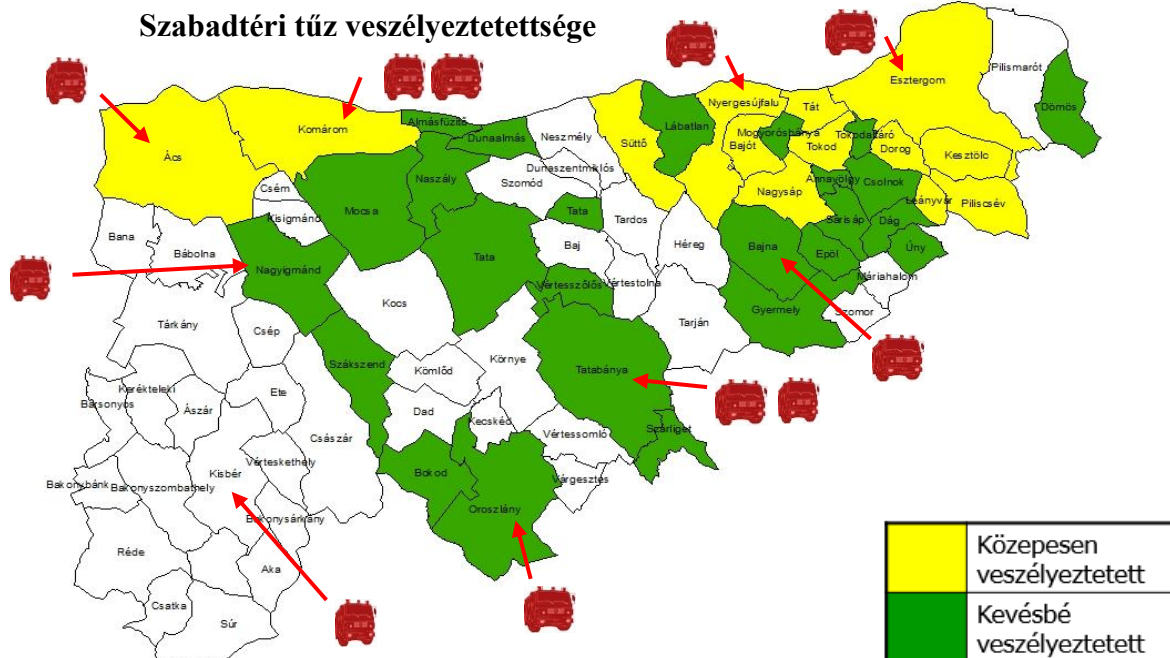 Szabadtéri tűz veszélyeztetettsége
Pilismarót
Esztergom
Dömös
Nyergesújfalu
Tát
Almásfüzitő
Komárom
Lábatlan
Mogyorósbánya
Tokod
Dorog
Dunaalmás
Neszmély
Süttő
Bajót
Kesztölc
Ács
Naszály
Dunaszentmiklós
Szomód
Annavölgy
Csolnok
Csém
Nagysáp
Leányvár
Piliscsév
Kisigmánd
Mocsa
Tata
Tardos
Sárisáp
Dág
Bana
Bábolna
Baj
Héreg
Bajna
Epöl
Úny
Nagyigmánd
Tata
Vértesszőlős
Vértestolna
Máriahalom
Kocs
Gyermely
Szomor
Tárkány
Csép
Tarján
Szákszend
Kömlőd
Környe
Tatabánya
Kerékteleki
Ete
Bársonyos
Ászár
Dad
Kecskéd
Császár
Vértessomló
Szárliget
Vérteskethely
Kisbér
Bokod
Bakonybánk
Bakonyszombathely
Várgesztes
Oroszlány
Bakonysárkány
Réde
Aka
Csatka
Súr
Közepesen
veszélyeztetett
Kevésbé
veszélyeztetett